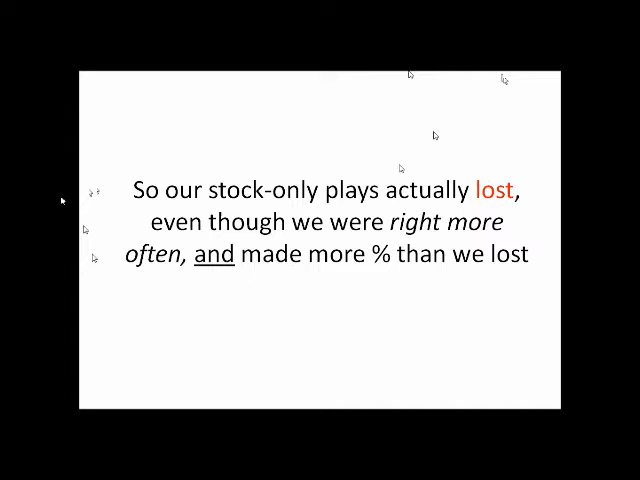 So our stock-only plays actually lost,
even though we were right more
often, and made more % than we lost